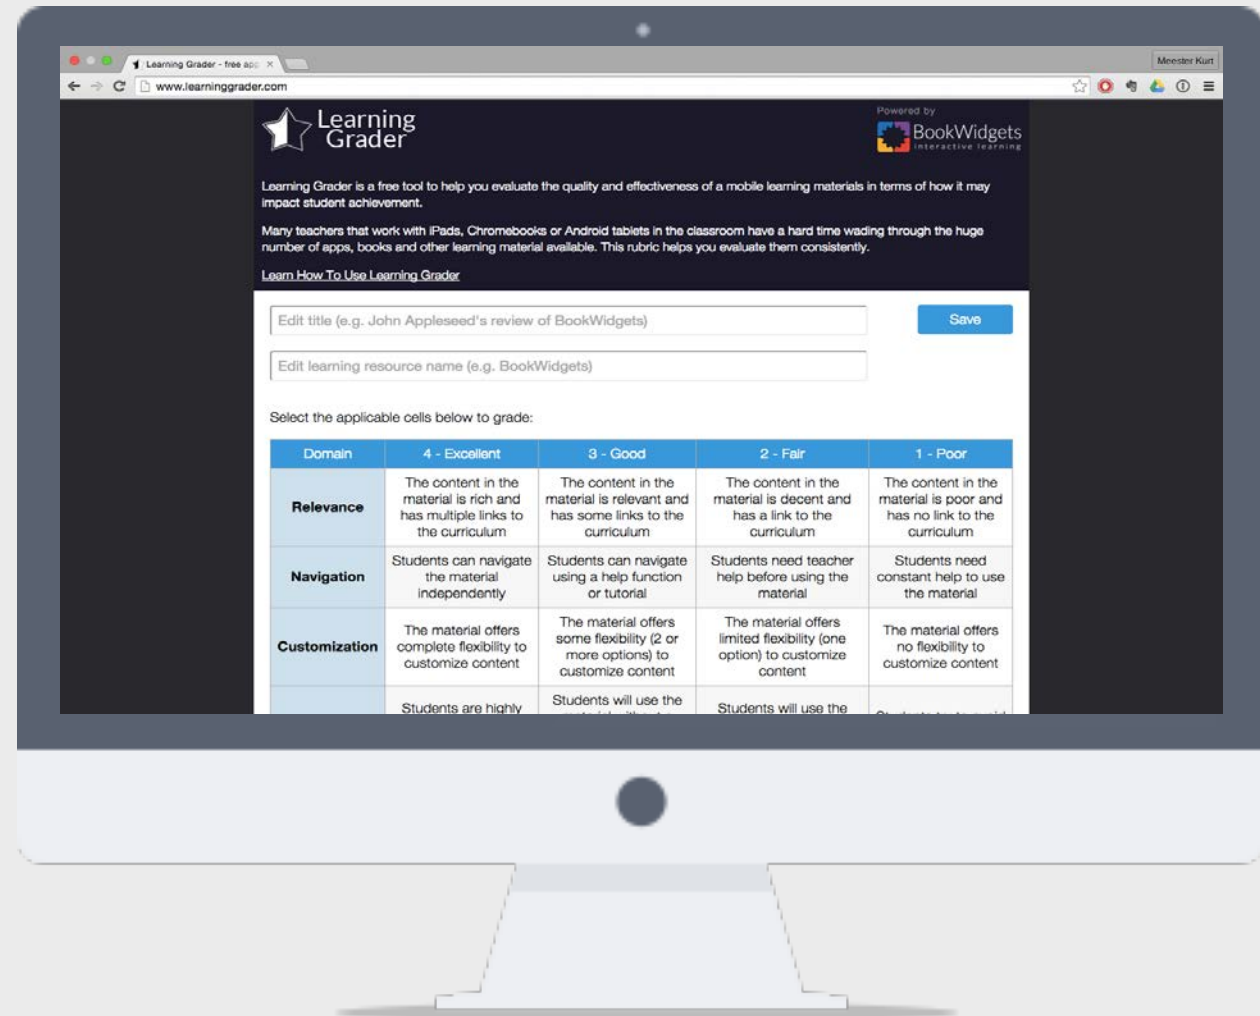 Learning Grader - free app
Meester Kurt
www.learninggrader.com
Learning
Grader
Powered by
BookWidgets
interactive learning
Learning Grader is a free tool to help you evaluate the quality and effectiveness of a mobile learning materials in terms of how it may
impact student achievement.
Many teachers that work with iPads, Chromebooks or Android tablets in the classroom have a hard time wading through the huge
number of apps, books and other learning material available. This rubric helps you evaluate them consistently.
Learn How To Use Learning Grader
Edit title (e.g. John Appleseed's review of BookWidgets)
Save
Edit learning resource name (e.g. BookWidgets)
Select the applicable cells below to grade:
Domain
4 - Excellent
3 - Good
2 - Fair
1 - Poor
Relevance
The content in the
material is rich and
has multiple links to
the curriculum
The content in the
material is relevant and
has some links to the
curriculum
The content in the
material is decent and
has a link to the
curriculum
The content in the
material is poor and
has no link to the
curriculum
Navigation
Students can navigate
the material
independently
Students can navigate
using a help function
or tutorial
Students need teacher
help before using the
material
Students need
constant help to use
the material
Customization
The material offers
complete flexibility to
customize content
The material offers
some flexibility (2 or
more options) to
customize content
The material offers
limited flexibility (one
option) to customize
content
The material offers
no flexibility to
customize content
Students are highly
Students will use the
Students will use the